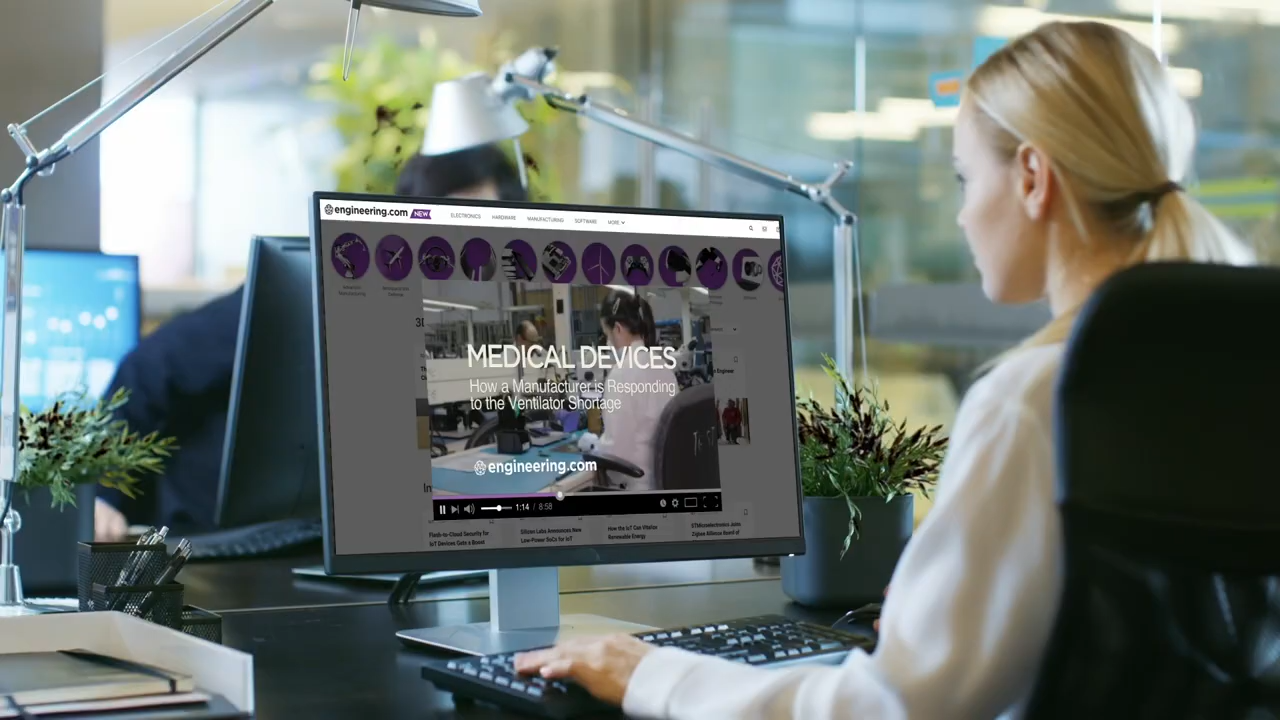 engineering.com NEW
ELECTRONICS HARDWARE MANUFACTURING SOFTWARE MORE
MEDICAL DEVICES
How a Manufacturer is Responding
to the Ventilator Shortage
engineering.com
1:14 / 8:58
Flash-to-Cloud Security for
IoT Devices Gets a Boost
Silicon Labs Announces New
Low-Power SoCs for IoT
How the IoT Can Vitalize
Renewable Energy
STMicroelectronics Joins
Zigbee Alliance Board of